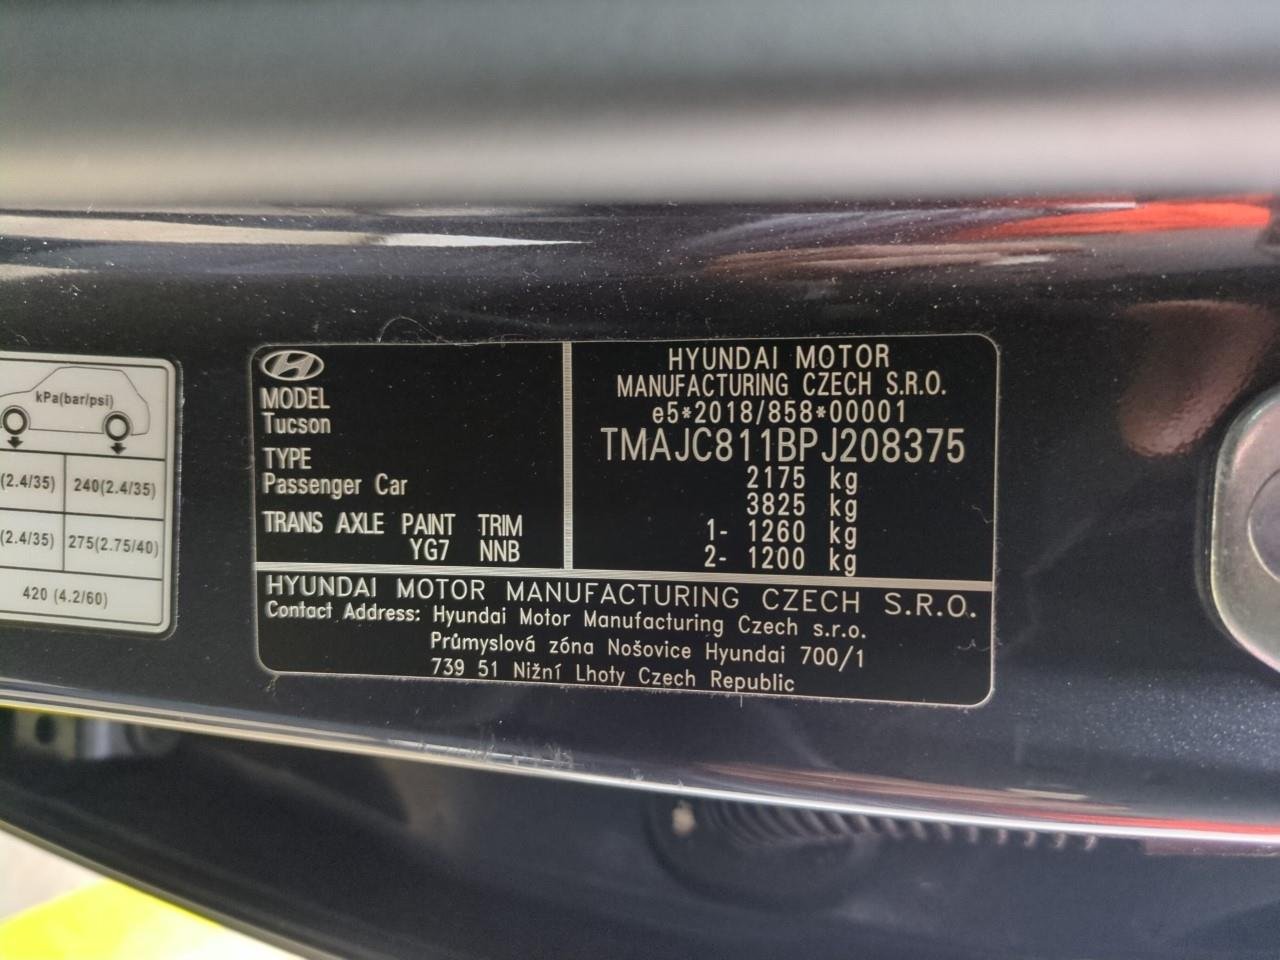 kPa(bar/psi)
(2.4/35) 240(2.4/35)
(2.4/35) 275(2.75/40)
420 (4.2/60)
MODEL
Tucson
TYPE
Passenger Car
TRANS AXLE PAINT TRIM
YG7 NNB
HYUNDAI MOTOR
MANUFACTURING CZECH S.R.O.
e5*2018/858*00001
TMAJC811BPJ208375
2175 kg
3825 kg
1- 1260 kg
2- 1200 kg
HYUNDAI MOTOR MANUFACTURING CZECH S.R.O.
Contact Address: Hyundai Motor Manufacturing Czech s.r.o.
Průmyslová zóna Nošovice Hyundai 700/1
739 51 Nižní Lhoty Czech Republic